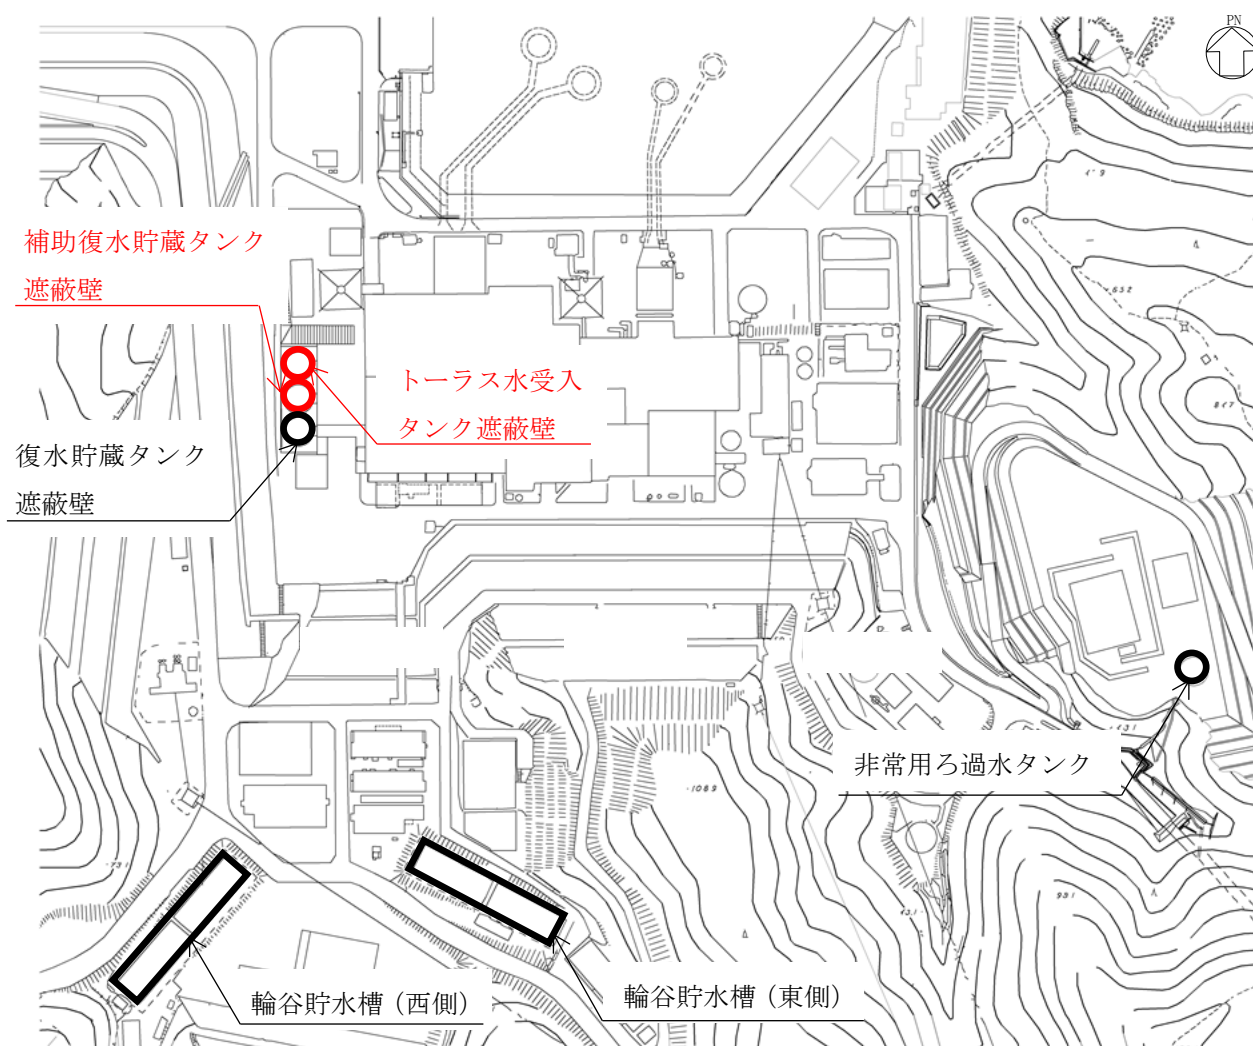 PN
補助復水貯蔵タンク
遮蔽壁
トーラス水受入
タンク遮蔽壁
復水貯蔵タンク
遮蔽壁
非常用ろ過水タンク
輪谷貯水槽（西側）
輪谷貯水槽（東側）